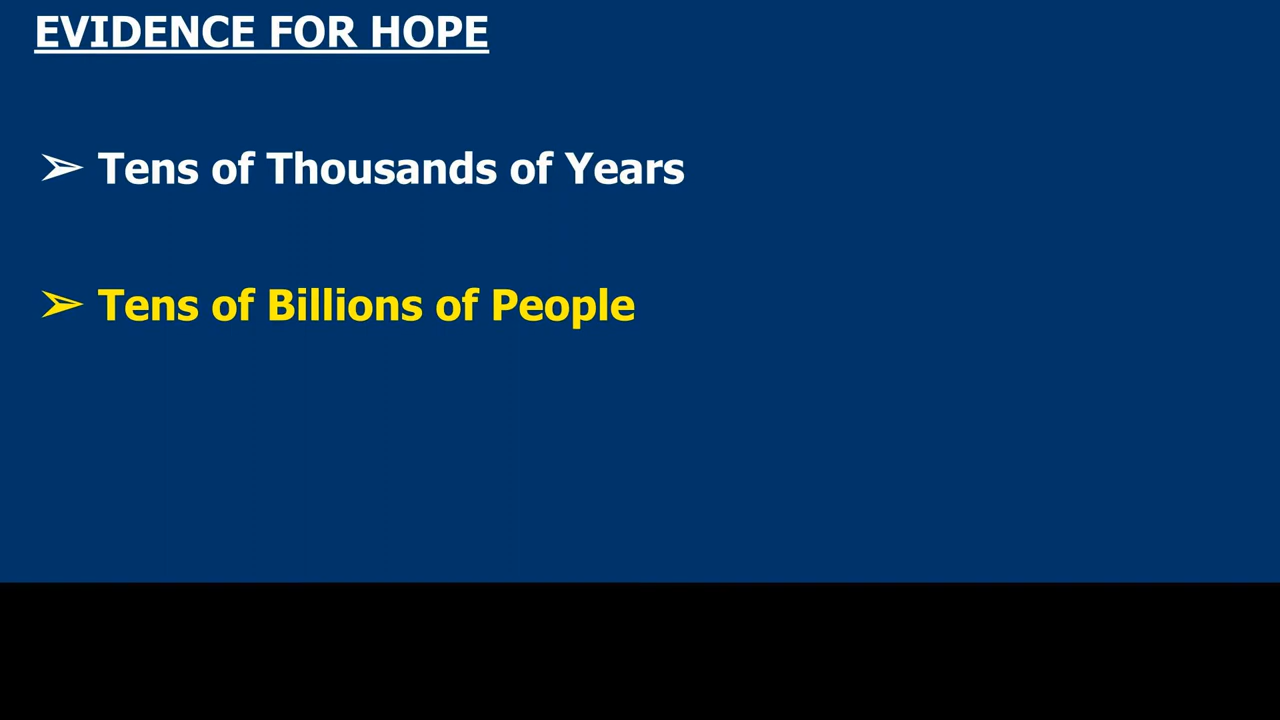 EVIDENCE FOR HOPE
➢ Tens of Thousands of Years
➢ Tens of Billions of People